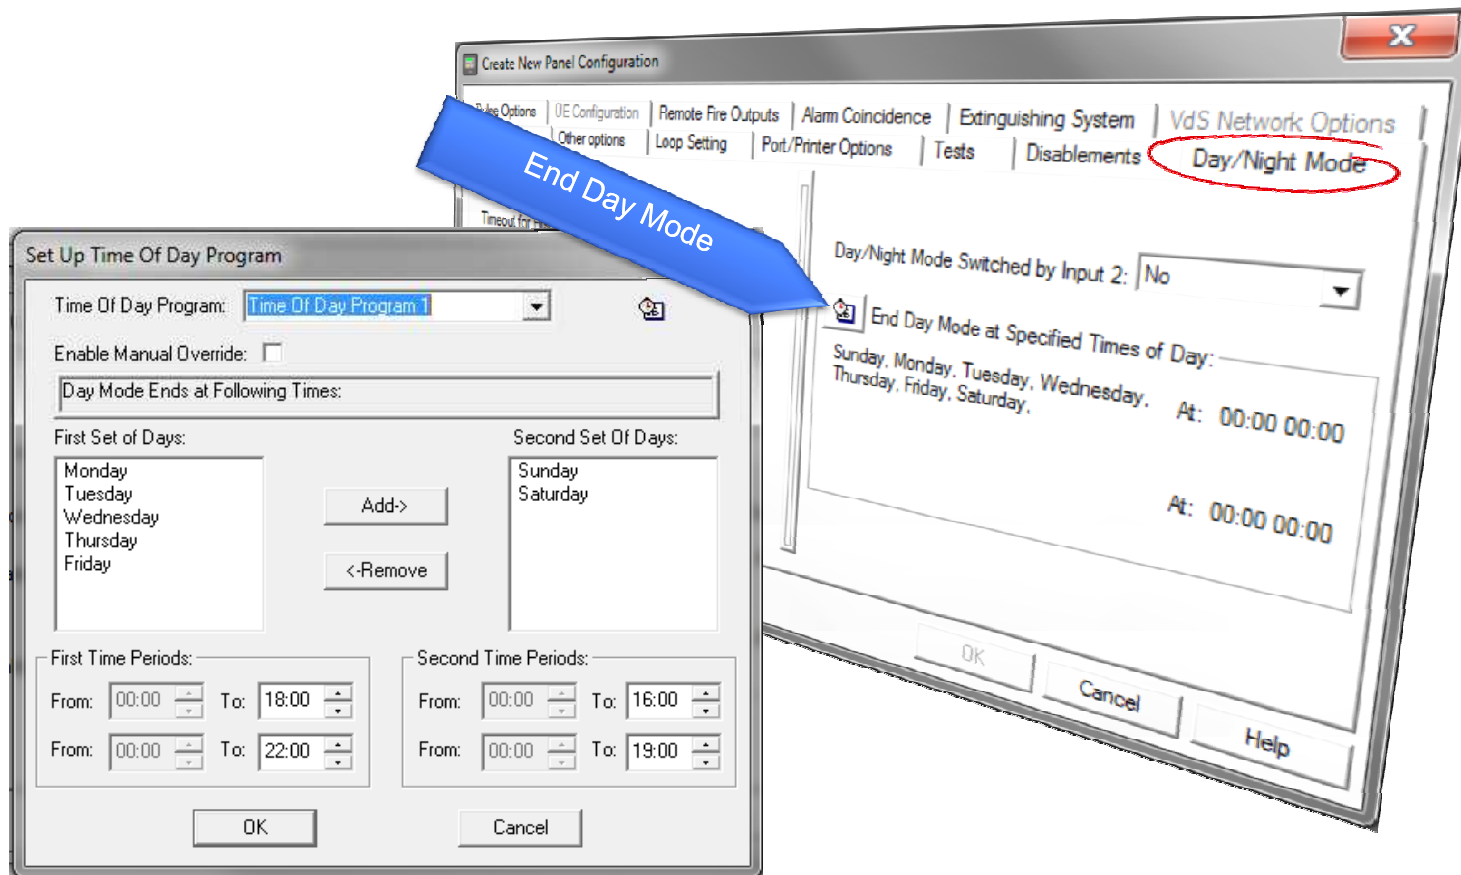 Create New Panel Configuration
Pulse Options
UE Configuration
Remote Fire Outputs
Alarm Coincidence
Extinguishing System
VdS Network Options
Other options
Loop Setting
Port/Printer Options
Tests
Disablements
Day/Night Mode
End Day Mode
Timeout for
Day/Night Mode Switched by Input 2: No
End Day Mode at Specified Times of Day:
Sunday, Monday, Tuesday, Wednesday,
Thursday, Friday, Saturday,
At: 00:00 00:00
At: 00:00 00:00
OK
Cancel
Help
Set Up Time Of Day Program
Time Of Day Program: Time Of Day Program 1
Enable Manual Override:
Day Mode Ends at Following Times:
First Set of Days:
Second Set Of Days:
Monday
Tuesday
Wednesday
Thursday
Friday
Add->
<-Remove
Sunday
Saturday
First Time Periods:
From: 00:00 To: 18:00
From: 00:00 To: 22:00
Second Time Periods:
From: 00:00 To: 16:00
From: 00:00 To: 19:00
OK
Cancel